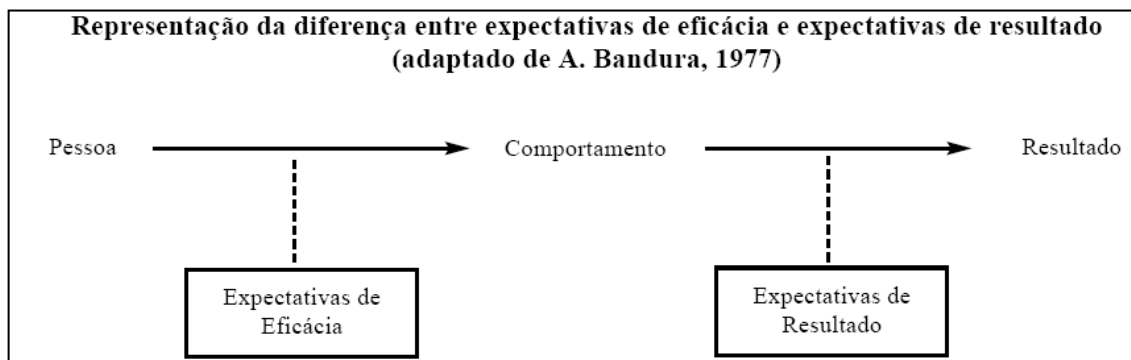 Representação da diferença entre expectativas de eficácia e expectativas de resultado
(adaptado de A. Bandura, 1977)
Pessoa
Comportamento
Resultado
Expectativas de
Eficácia
Expectativas de
Resultado